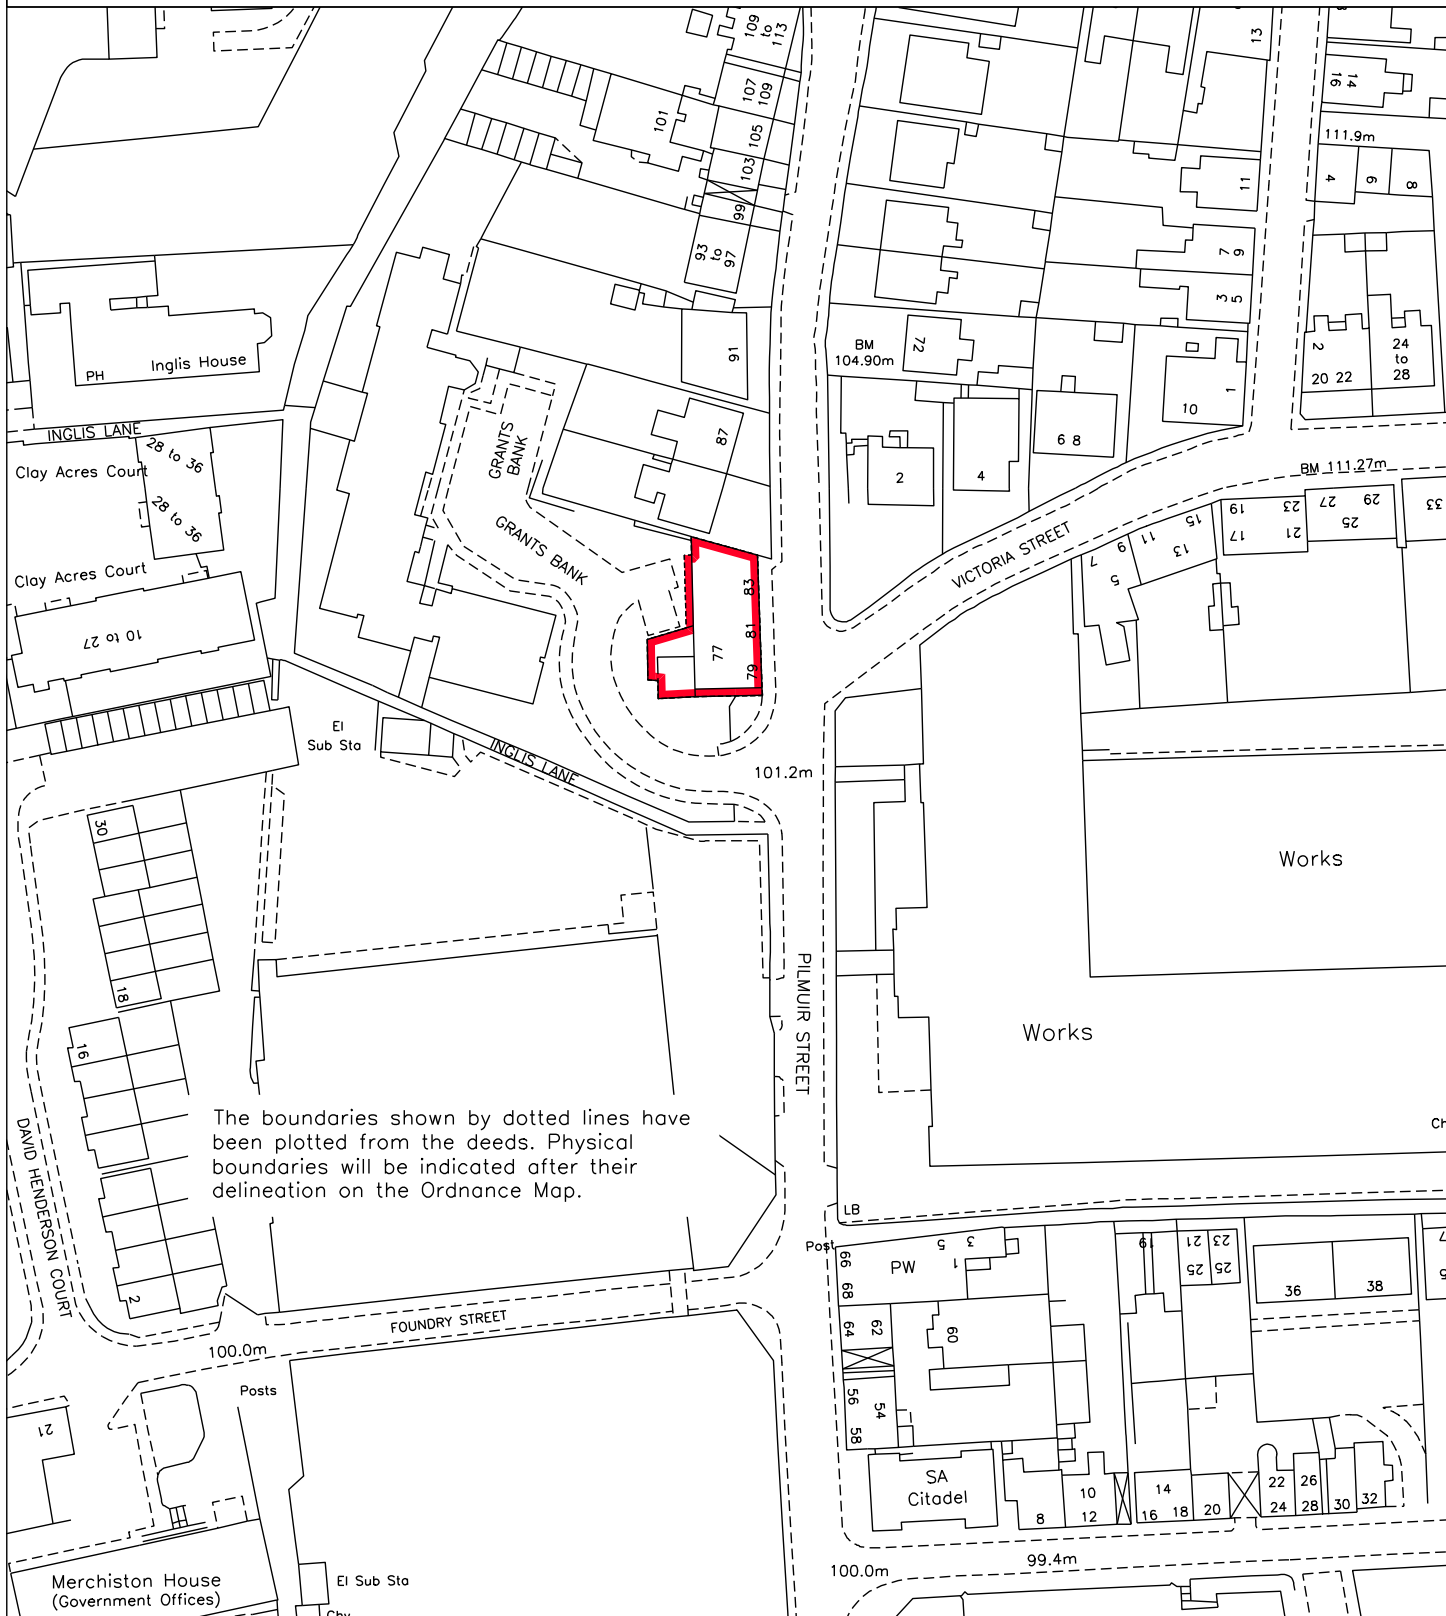 109
to
113
107
109
105
103
99
93
to
97
101
91
87
83
81
79
77
13
14
16
111.9m
4
6
8
11
7
9
3
5
1
10
2
20 22
24
to
28
BM
104.90m
72
2
4
6 8
BM 111.27m
VICTORIA STREET
5
7
9
11
13
15
17
19
21
23
25
27
29
33
PH
Inglis House
INGLIS LANE
28 to 36
Clay Acres Court
28 to 36
Clay Acres Court
10 to 27
GRANTS
BANK
GRANTS BANK
El
Sub Sta
INGLIS LANE
101.2m
30
18
16
2
Works
Works
PILMUIR STREET
DAVID HENDERSON COURT
The boundaries shown by dotted lines have
been plotted from the deeds. Physical
boundaries will be indicated after their
delineation on the Ordnance Map.
LB
Post
66
68
PW
5
3
1
64
62
60
56
54
58
19
21
23
25
25
36
38
FOUNDRY STREET
100.0m
Posts
21
SA
Citadel
8
10
12
14
16
18
20
22
24
26
28
30
32
99.4m
100.0m
Merchiston House
(Government Offices)
El Sub Sta